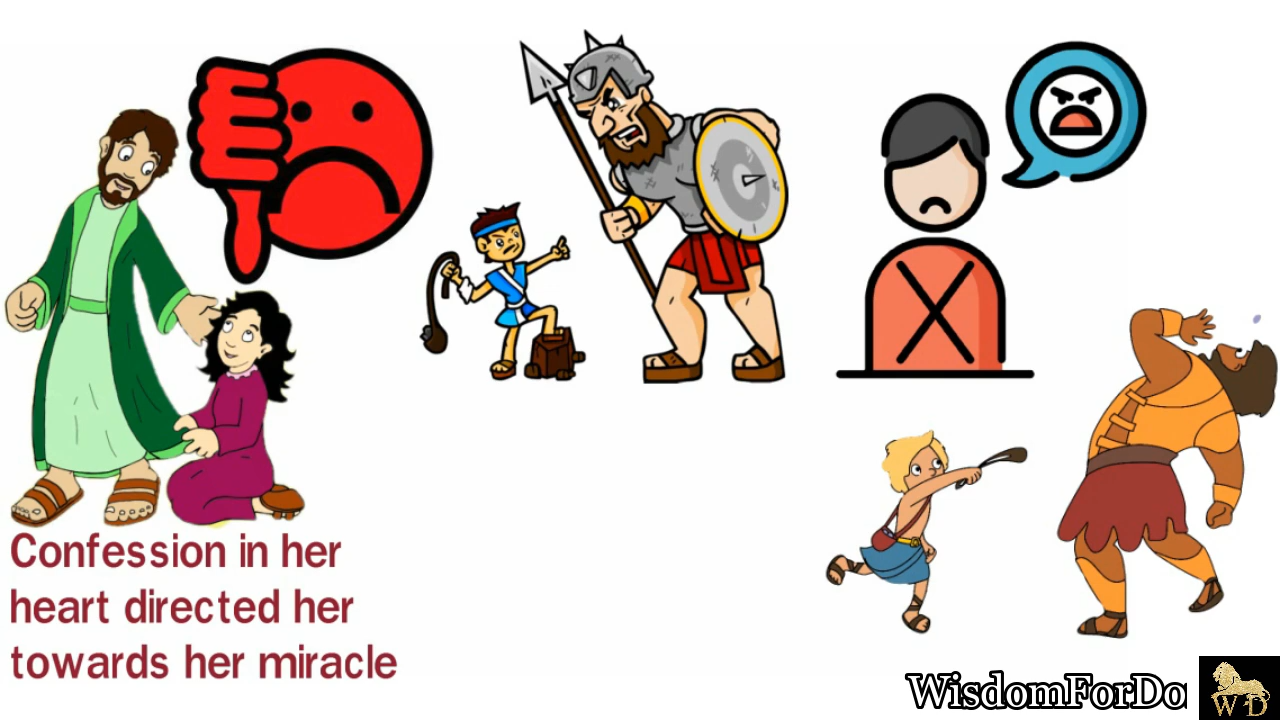 Confession in her
heart directed her
towards her miracle
WisdomForDo
WD